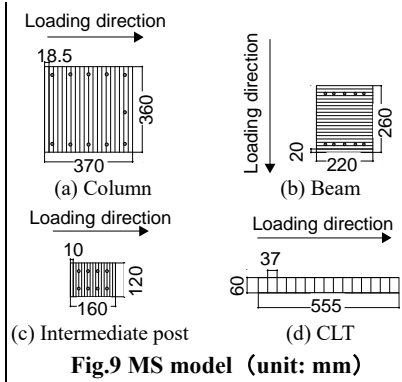 Loading direction
18.5
360
370
(a) Column
Loading direction
20
260
220
(b) Beam
Loading direction
10
120
160
(c) Intermediate post
Loading direction
37
60
555
(d) CLT
Fig.9 MS model（unit: mm）